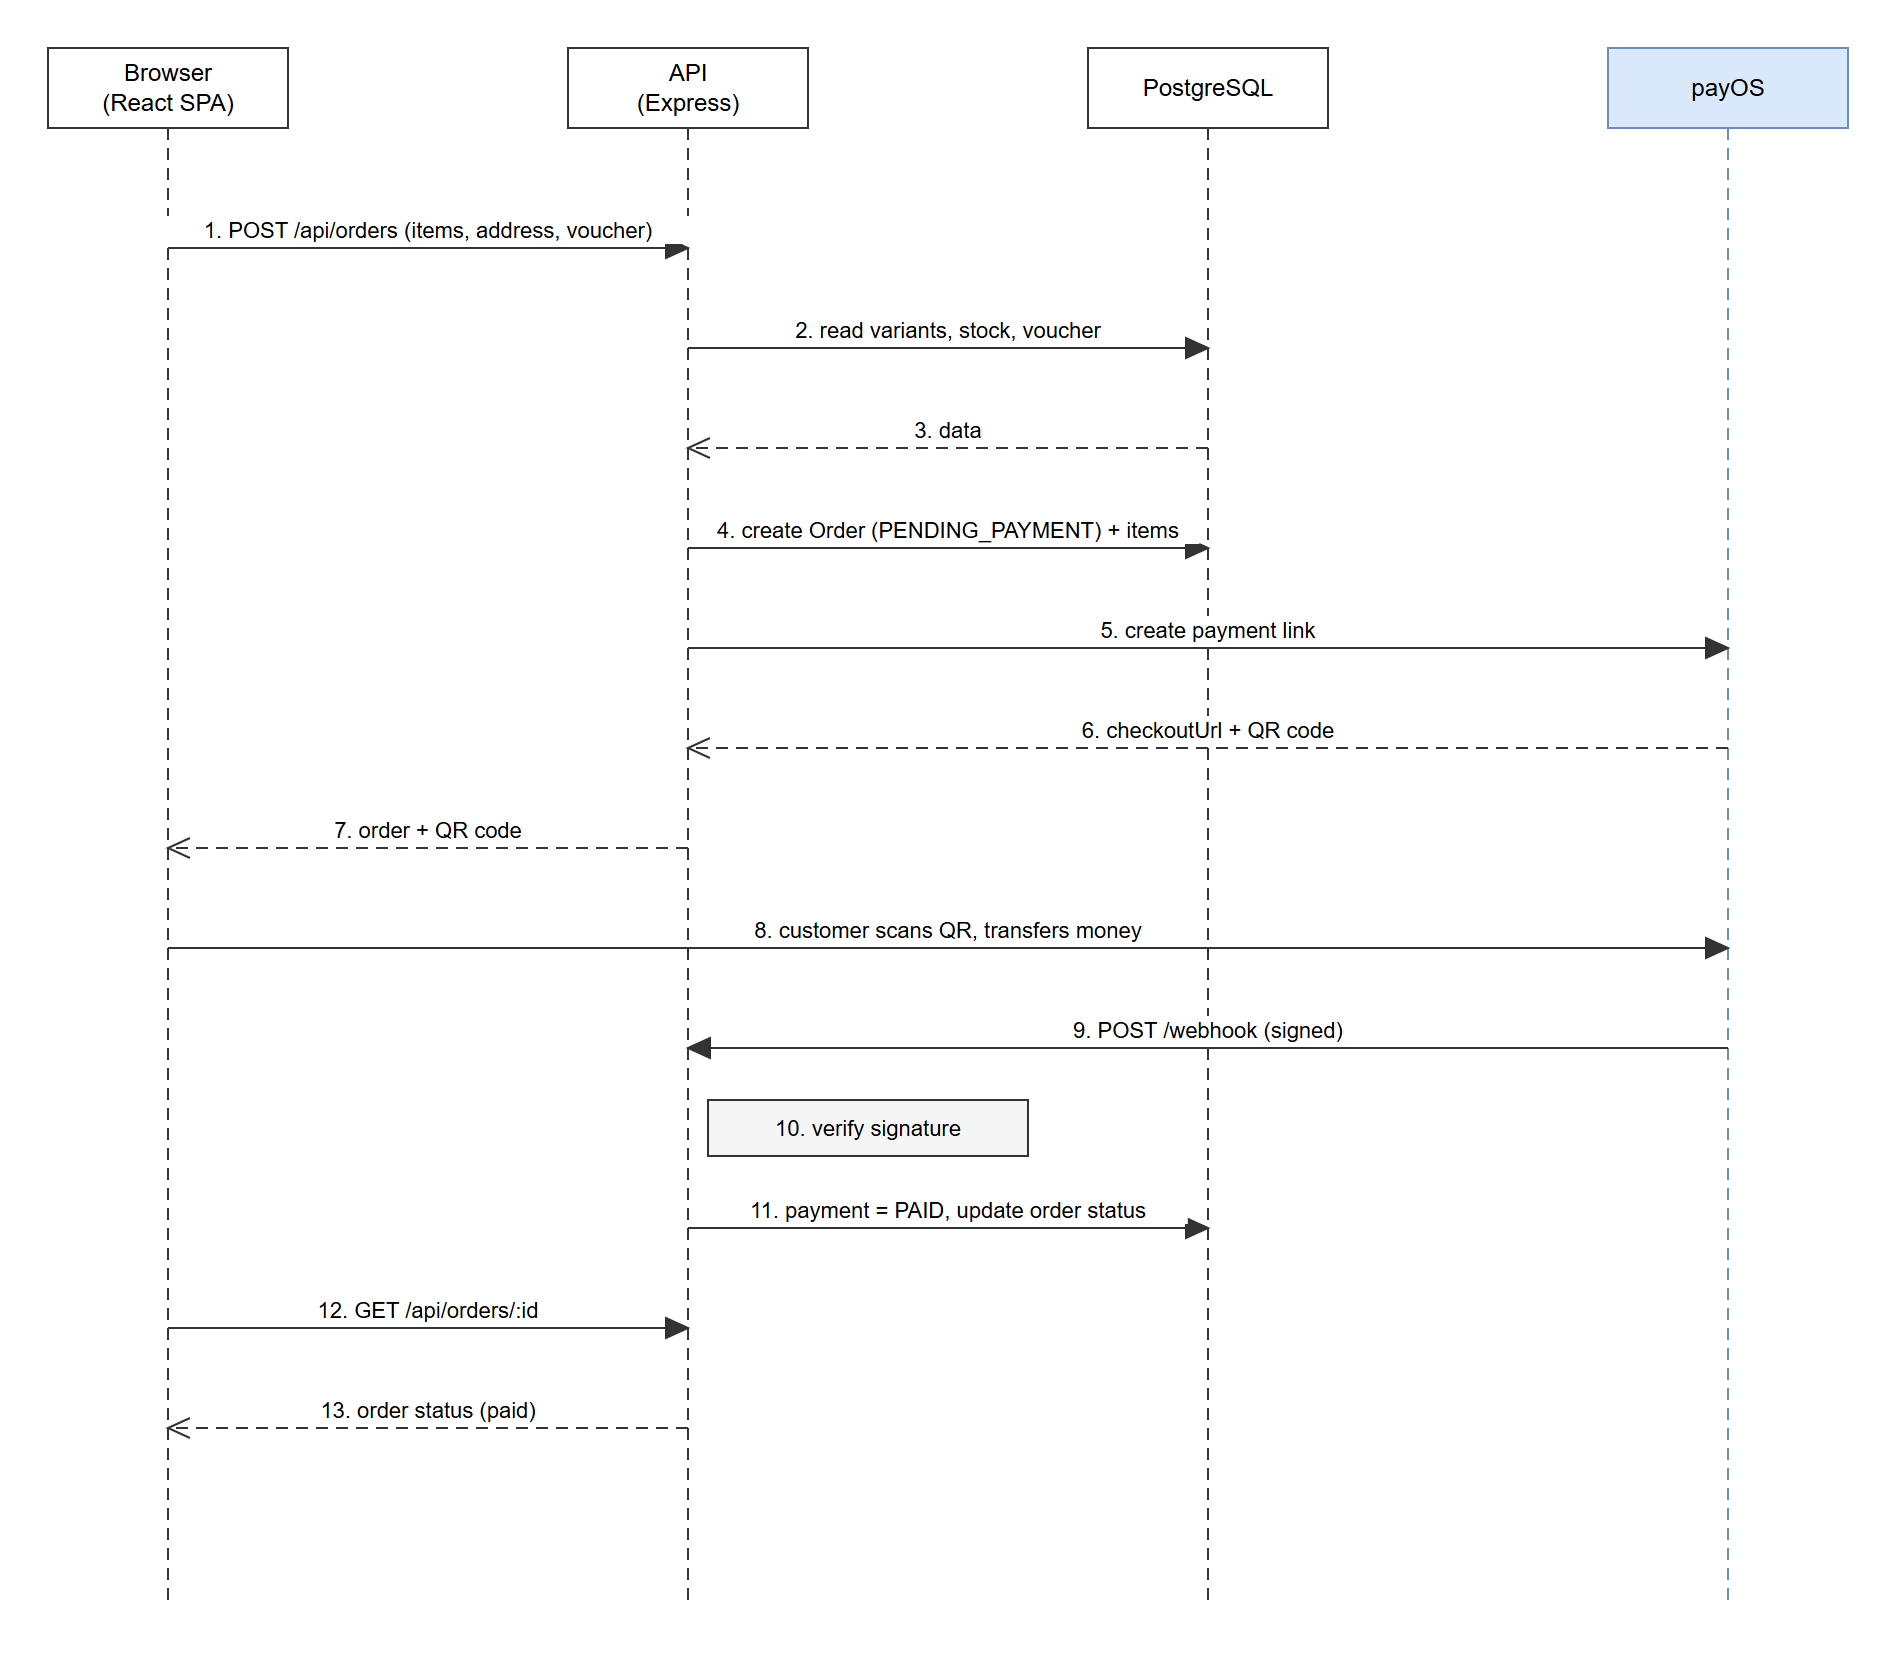 Browser
(React SPA)
API
(Express)
PostgreSQL
payOS
1. POST /api/orders (items, address, voucher)
2. read variants, stock, voucher
3. data
4. create Order (PENDING_PAYMENT) + items
5. create payment link
6. checkoutUrl + QR code
7. order + QR code
8. customer scans QR, transfers money
9. POST /webhook (signed)
10. verify signature
11. payment = PAID, update order status
12. GET /api/orders/:id
13. order status (paid)